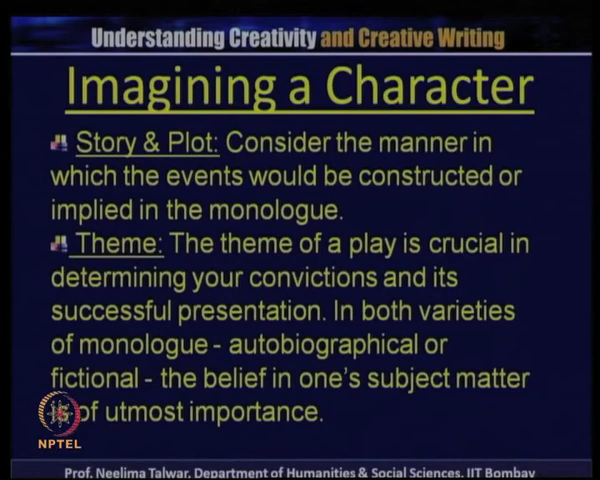 Understanding Creativity and Creative Writing
Imagining a Character
Story & Plot: Consider the manner in
which the events would be constructed or
implied in the monologue.
Theme: The theme of a play is crucial in
determining your convictions and its
successful presentation. In both varieties
of monologue - autobiographical or
fictional - the belief in one's subject matter
is of utmost importance.
NPTEL
Prof. Neelima Talwar, Department of Humanities & Social Sciences, IIT Bombay